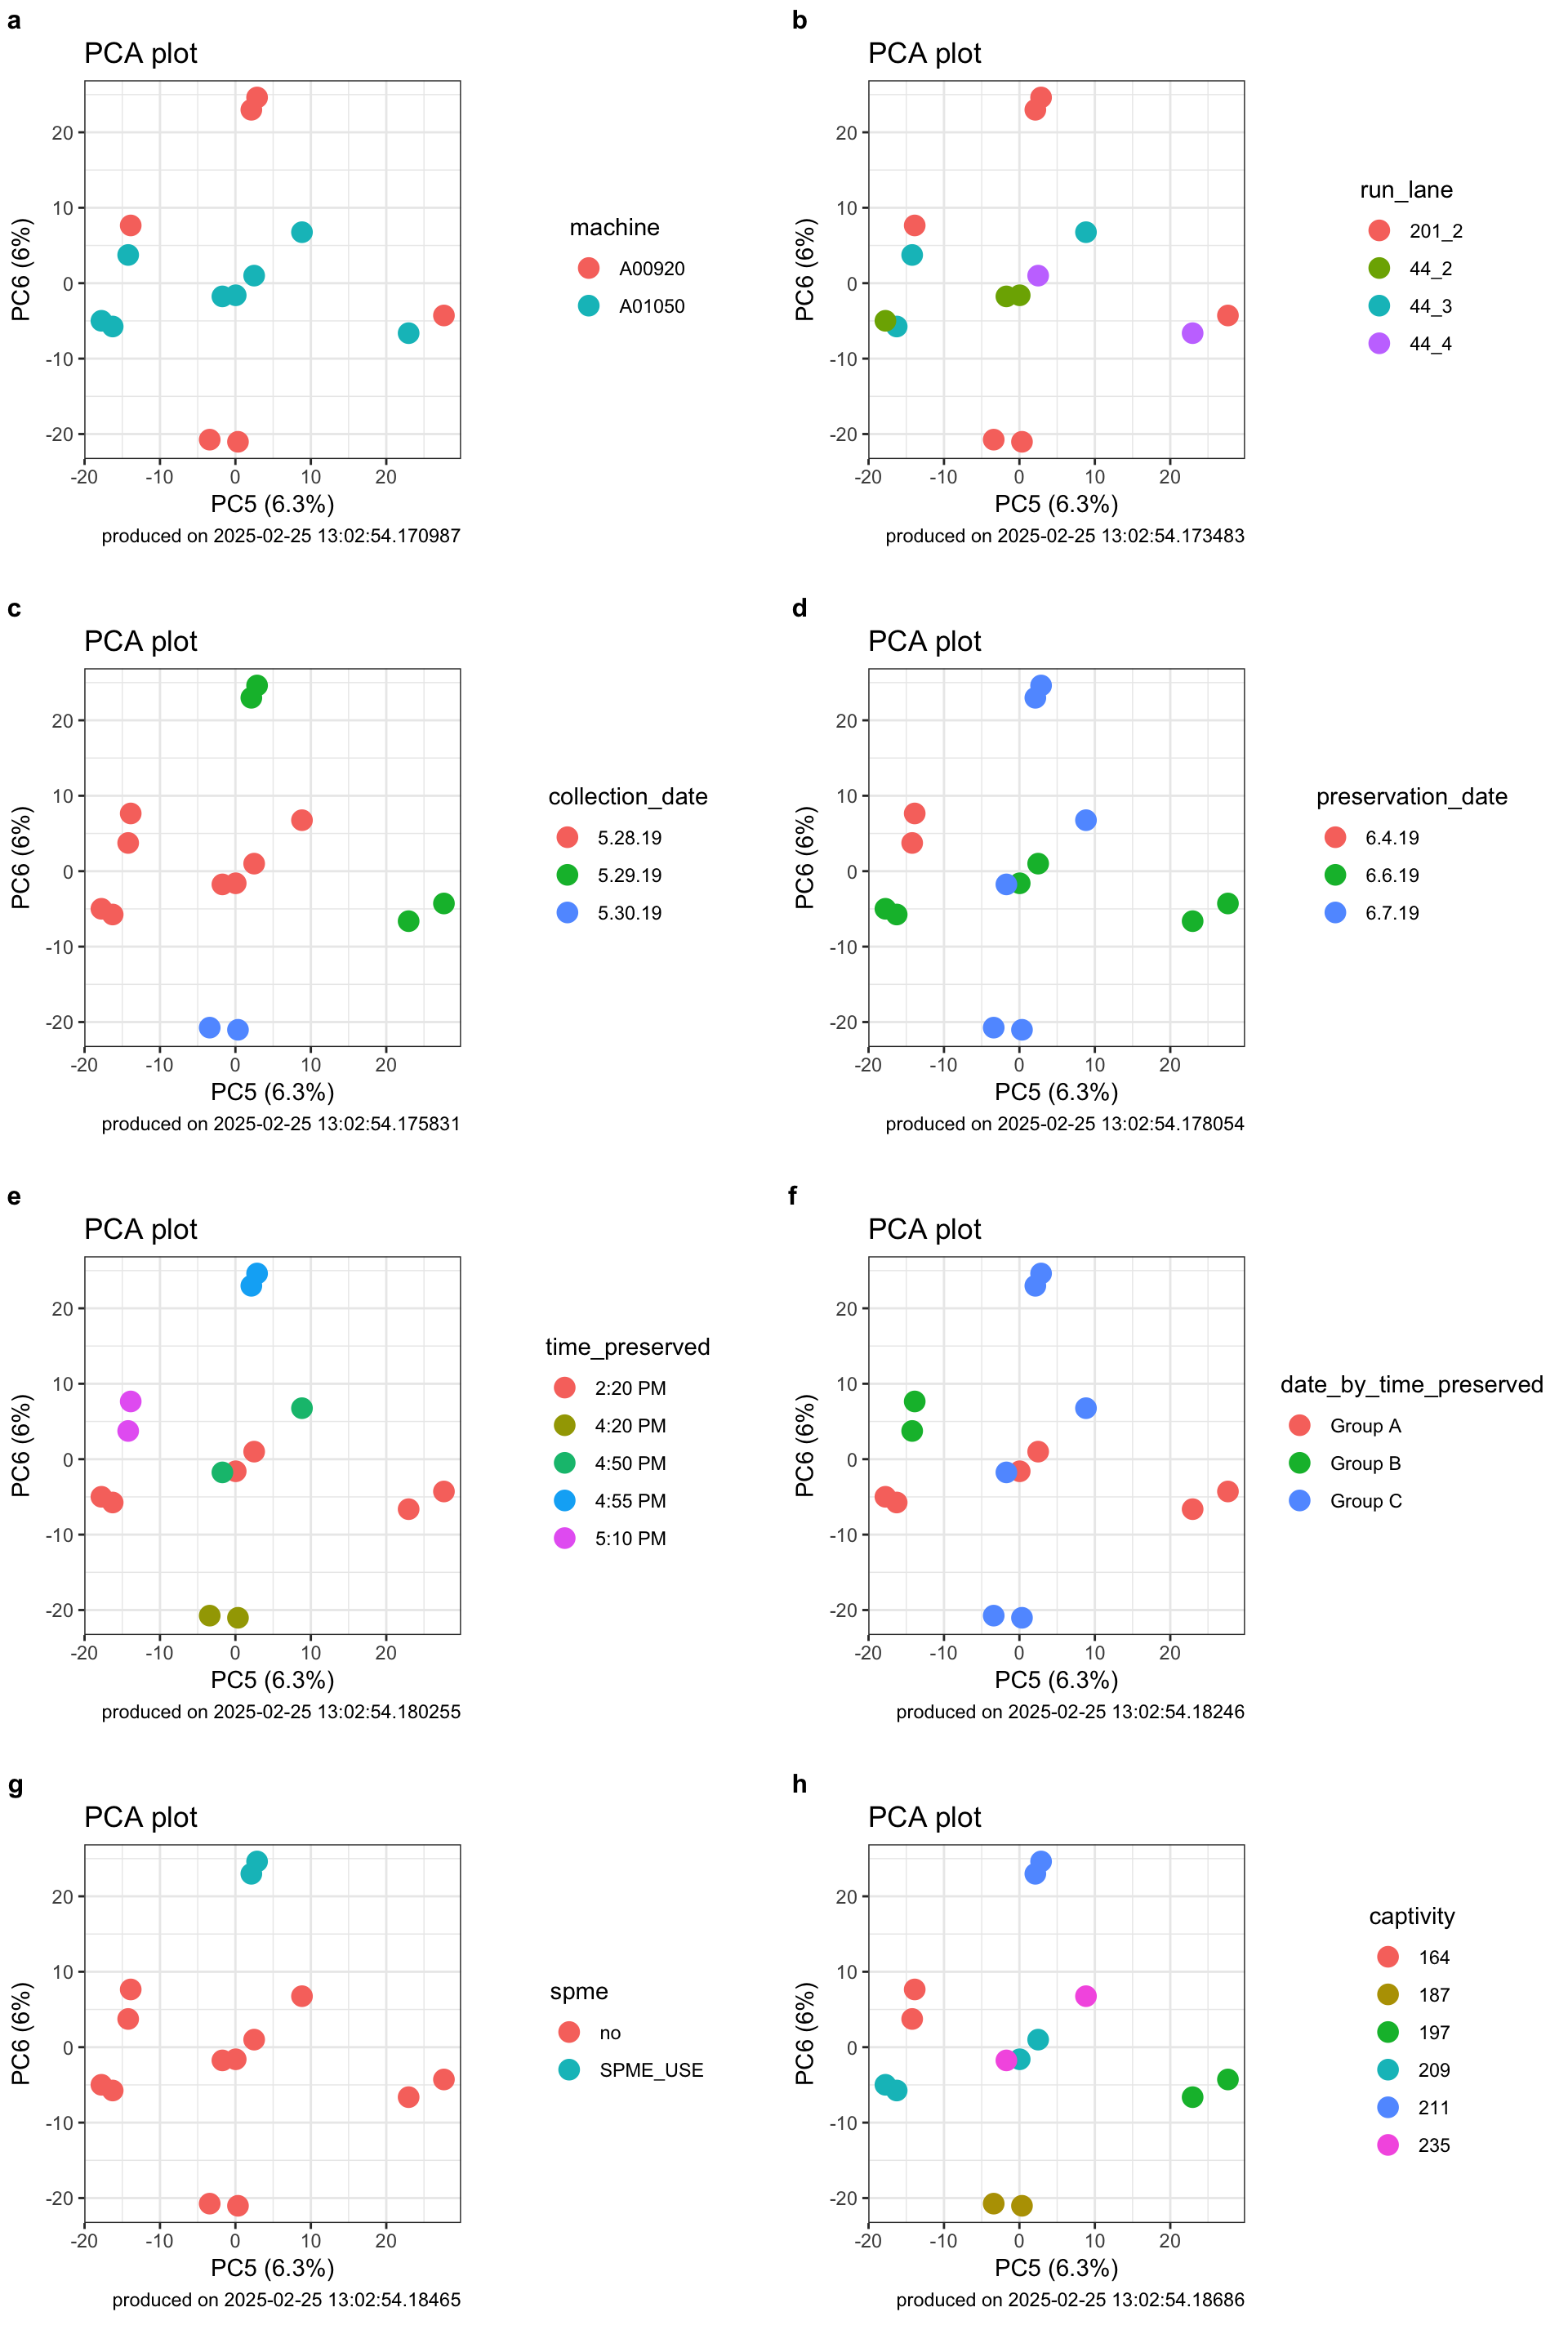 a
PCA plot
20
10
0
-10
-20
-20 -10 0 10 20
PC6 (6%)
PC5 (6.3%)
produced on 2025-02-25 13:02:54.170987
machine
A00920
A01050
b
PCA plot
20
10
0
-10
-20
-20 -10 0 10 20
PC6 (6%)
PC5 (6.3%)
produced on 2025-02-25 13:02:54.173483
run_lane
201_2
44_2
44_3
44_4
c
PCA plot
20
10
0
-10
-20
-20 -10 0 10 20
PC6 (6%)
PC5 (6.3%)
produced on 2025-02-25 13:02:54.175831
collection_date
5.28.19
5.29.19
5.30.19
d
PCA plot
20
10
0
-10
-20
-20 -10 0 10 20
PC6 (6%)
PC5 (6.3%)
produced on 2025-02-25 13:02:54.178054
preservation_date
6.4.19
6.6.19
6.7.19
e
PCA plot
20
10
0
-10
-20
-20 -10 0 10 20
PC6 (6%)
PC5 (6.3%)
produced on 2025-02-25 13:02:54.180255
time_preserved
2:20 PM
4:20 PM
4:50 PM
4:55 PM
5:10 PM
f
PCA plot
20
10
0
-10
-20
-20 -10 0 10 20
PC6 (6%)
PC5 (6.3%)
produced on 2025-02-25 13:02:54.18246
date_by_time_preserved
Group A
Group B
Group C
g
PCA plot
20
10
0
-10
-20
-20 -10 0 10 20
PC6 (6%)
PC5 (6.3%)
produced on 2025-02-25 13:02:54.18465
spme
no
SPME_USE
h
PCA plot
20
10
0
-10
-20
-20 -10 0 10 20
PC6 (6%)
PC5 (6.3%)
produced on 2025-02-25 13:02:54.18686
captivity
164
187
197
209
211
235